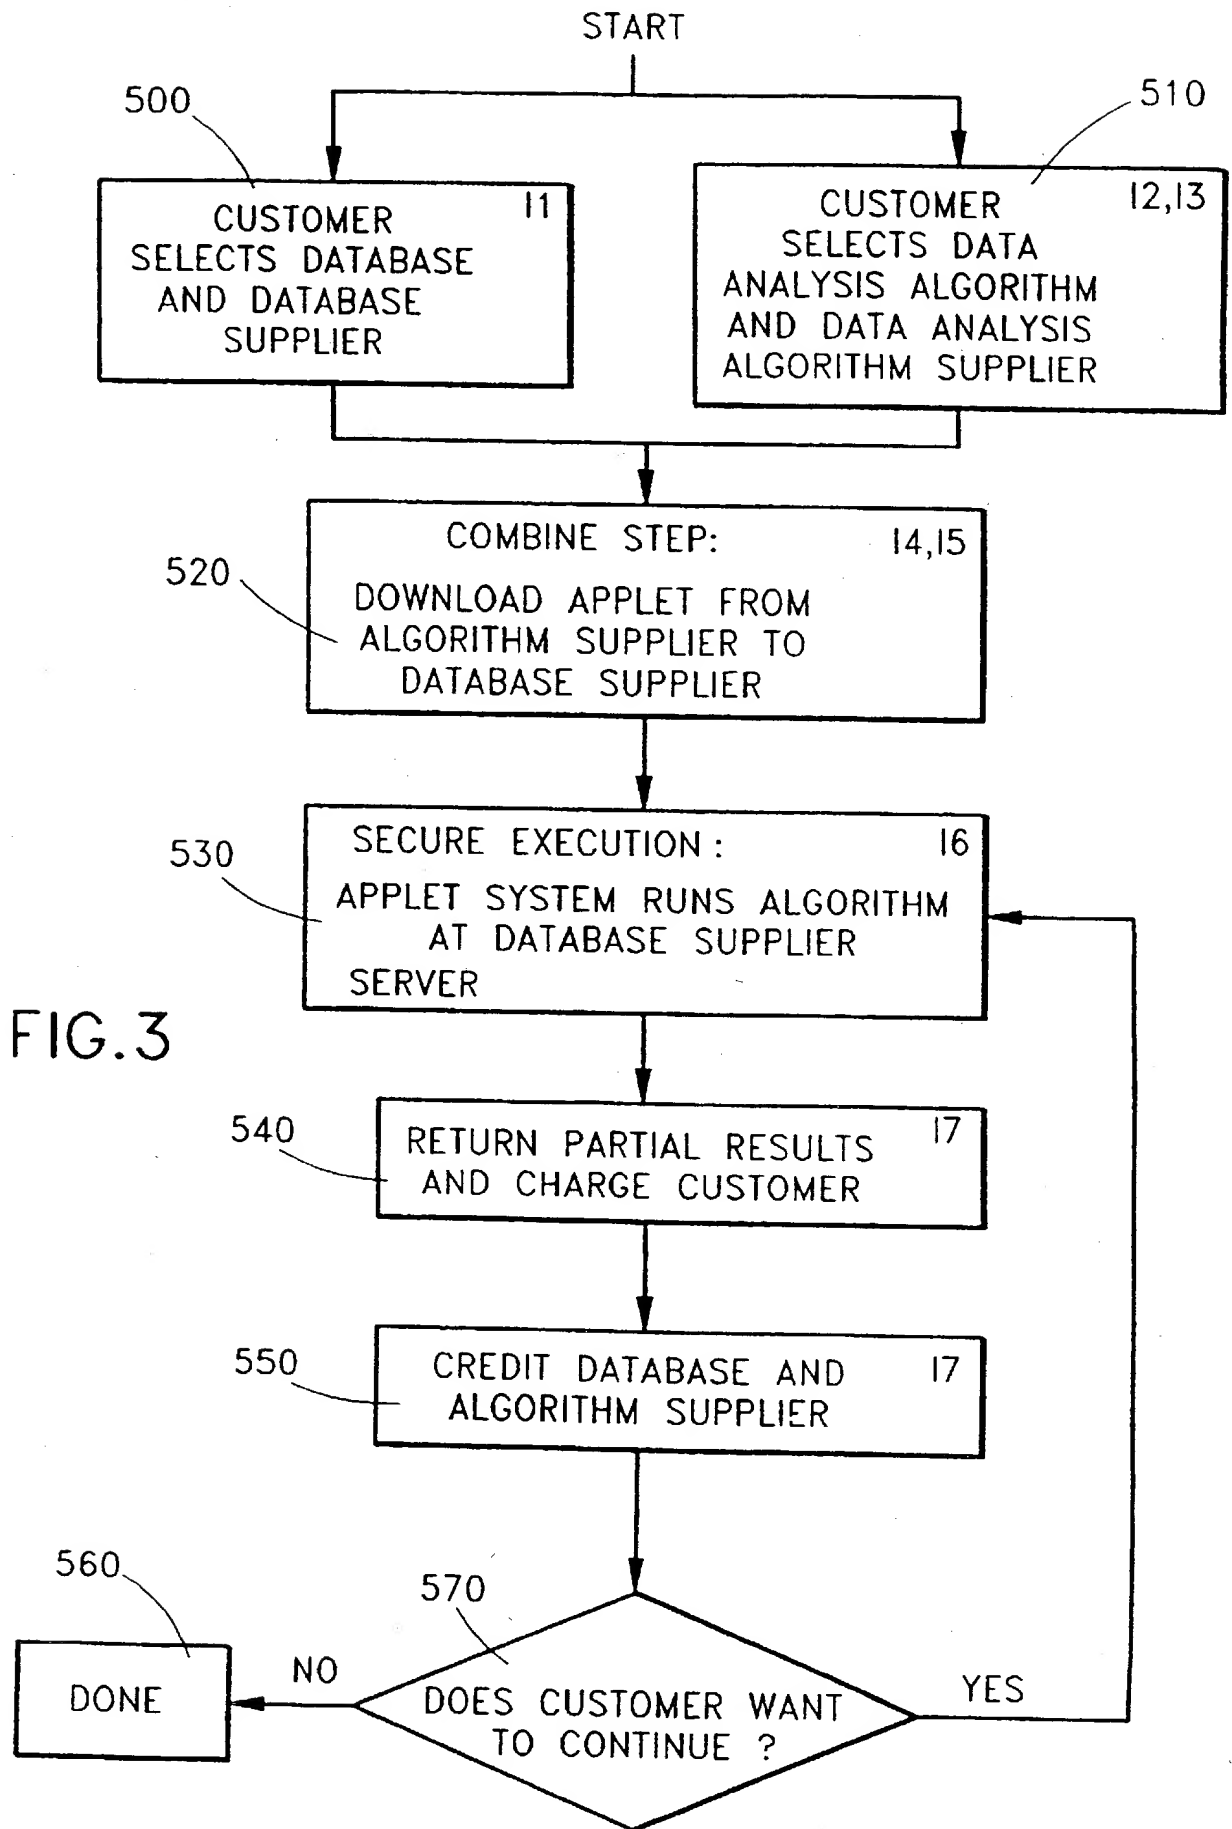 START
500
510
11
CUSTOMER
SELECTS DATABASE
AND DATABASE
SUPPLIER
12,13
CUSTOMER
SELECTS DATA
ANALYSIS ALGORITHM
AND DATA ANALYSIS
ALGORITHM SUPPLIER
520
COMBINE STEP:
14,15
DOWNLOAD APPLET FROM
ALGORITHM SUPPLIER TO
DATABASE SUPPLIER
530
SECURE EXECUTION:
16
APPLET SYSTEM RUNS ALGORITHM
AT DATABASE SUPPLIER
SERVER
FIG.3
540
17
RETURN PARTIAL RESULTS
AND CHARGE CUSTOMER
550
17
CREDIT DATABASE AND
ALGORITHM SUPPLIER
560
570
DONE
NO
DOES CUSTOMER WANT
TO CONTINUE ?
YES